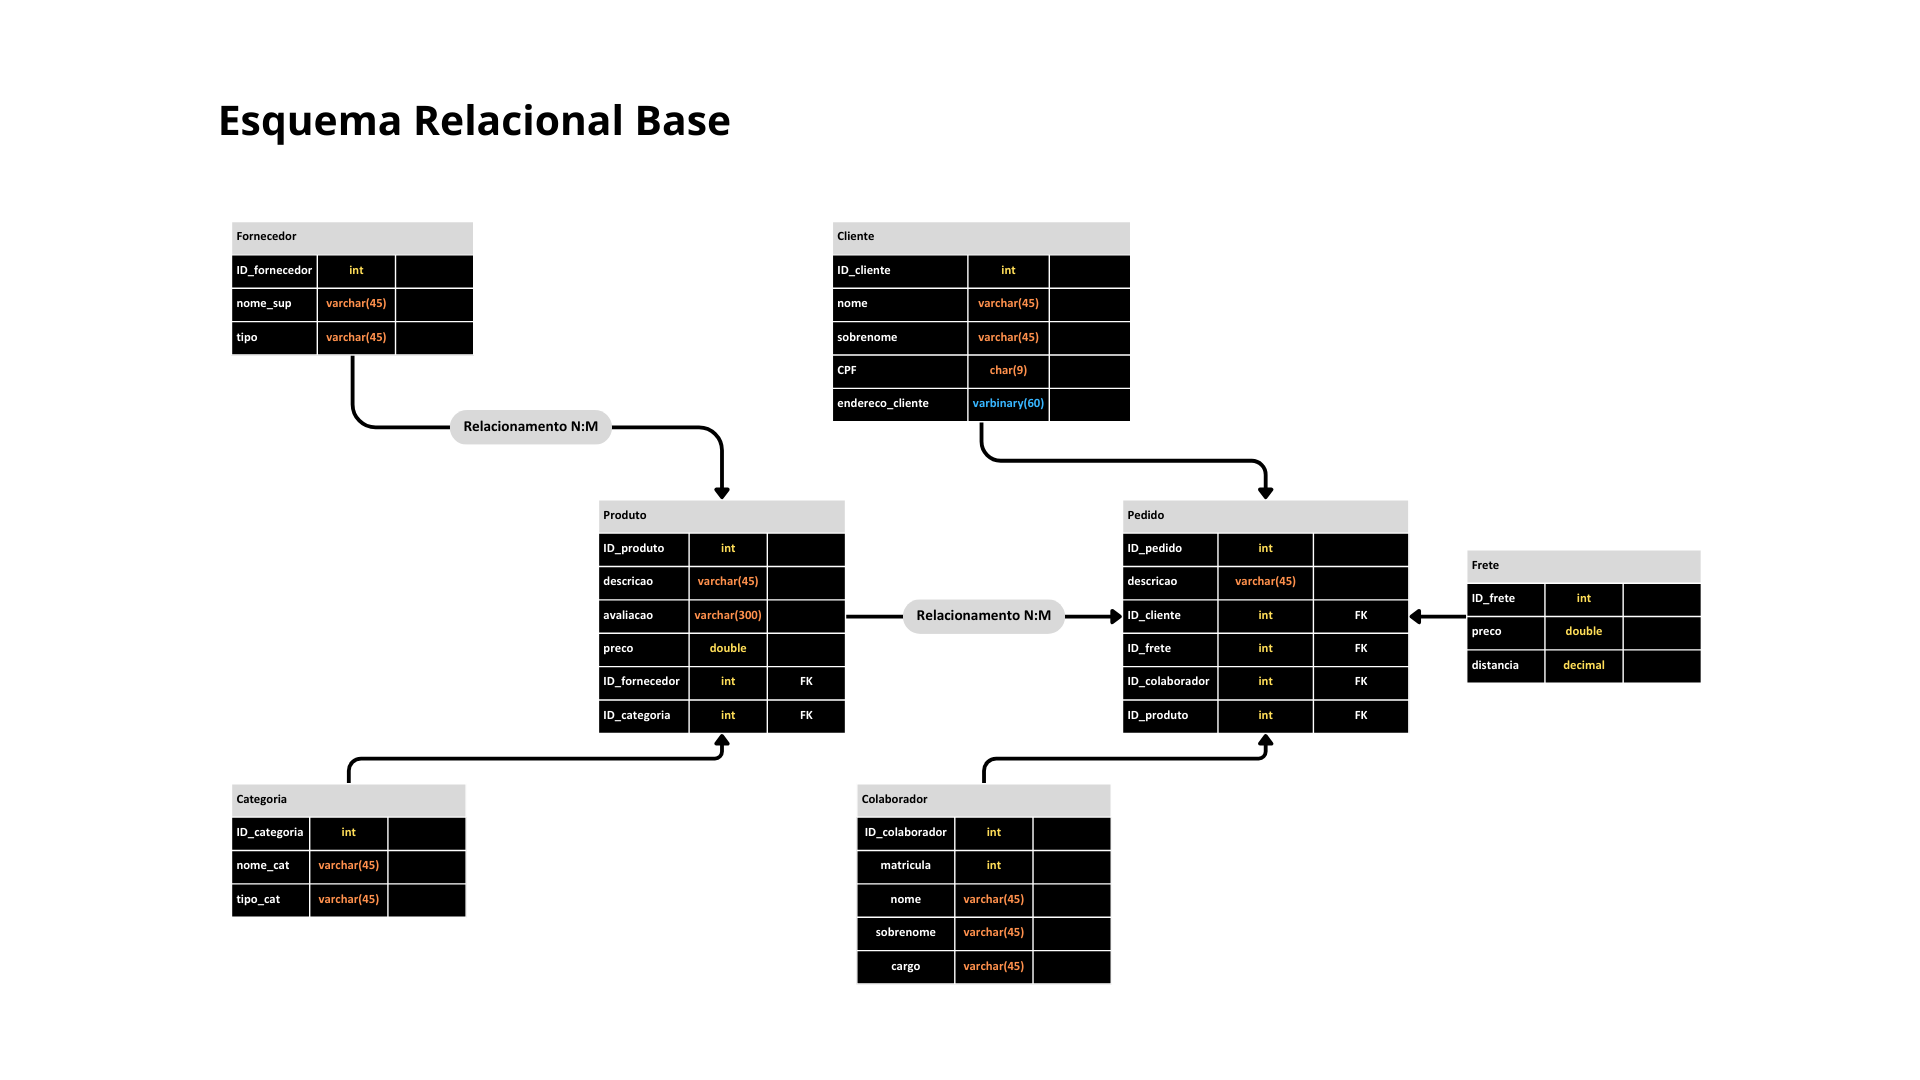 Esquema Relacional Base
Fornecedor
ID_fornecedor int
nome_sup varchar(45)
tipo varchar(45)
Cliente
ID_cliente int
nome varchar(45)
sobrenome varchar(45)
CPF char(9)
endereco_cliente varbinary(60)
Relacionamento N:M
Produto
ID_produto int
descricao varchar(45)
avaliacao varchar(300)
preco double
ID_fornecedor int FK
ID_categoria int FK
Relacionamento N:M
Pedido
ID_pedido int
descricao varchar(45)
ID_cliente int FK
ID_frete int FK
ID_colaborador int FK
ID_produto int FK
Frete
ID_frete int
preco double
distancia decimal
Categoria
ID_categoria int
nome_cat varchar(45)
tipo_cat varchar(45)
Colaborador
ID_colaborador int
matricula int
nome varchar(45)
sobrenome varchar(45)
cargo varchar(45)